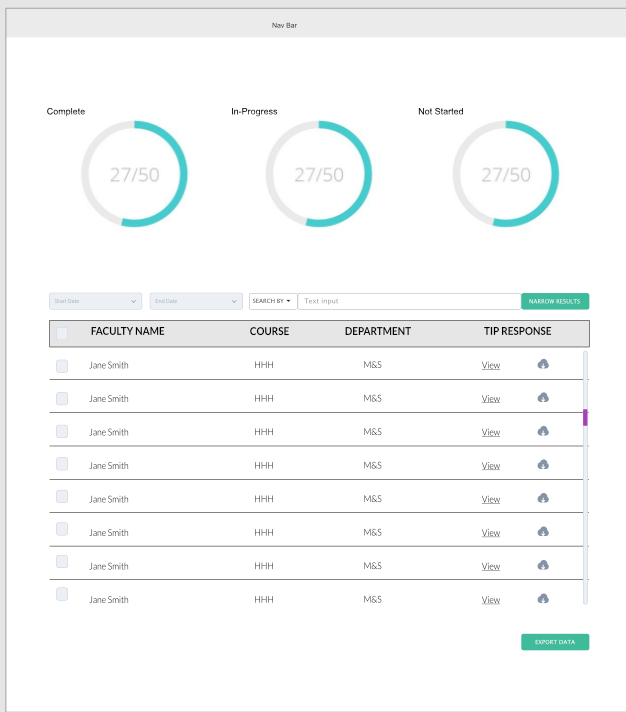 Nav Bar
Complete In-Progress Not Started
27/50 27/50 27/50
Start Date End Date SEARCH BY Text input NARROW RESULTS
FACULTY NAME COURSE DEPARTMENT TIP RESPONSE
Jane Smith HHH M&S View
Jane Smith HHH M&S View
Jane Smith HHH M&S View
Jane Smith HHH M&S View
Jane Smith HHH M&S View
Jane Smith HHH M&S View
Jane Smith HHH M&S View
Jane Smith HHH M&S View
EXPORT DATA